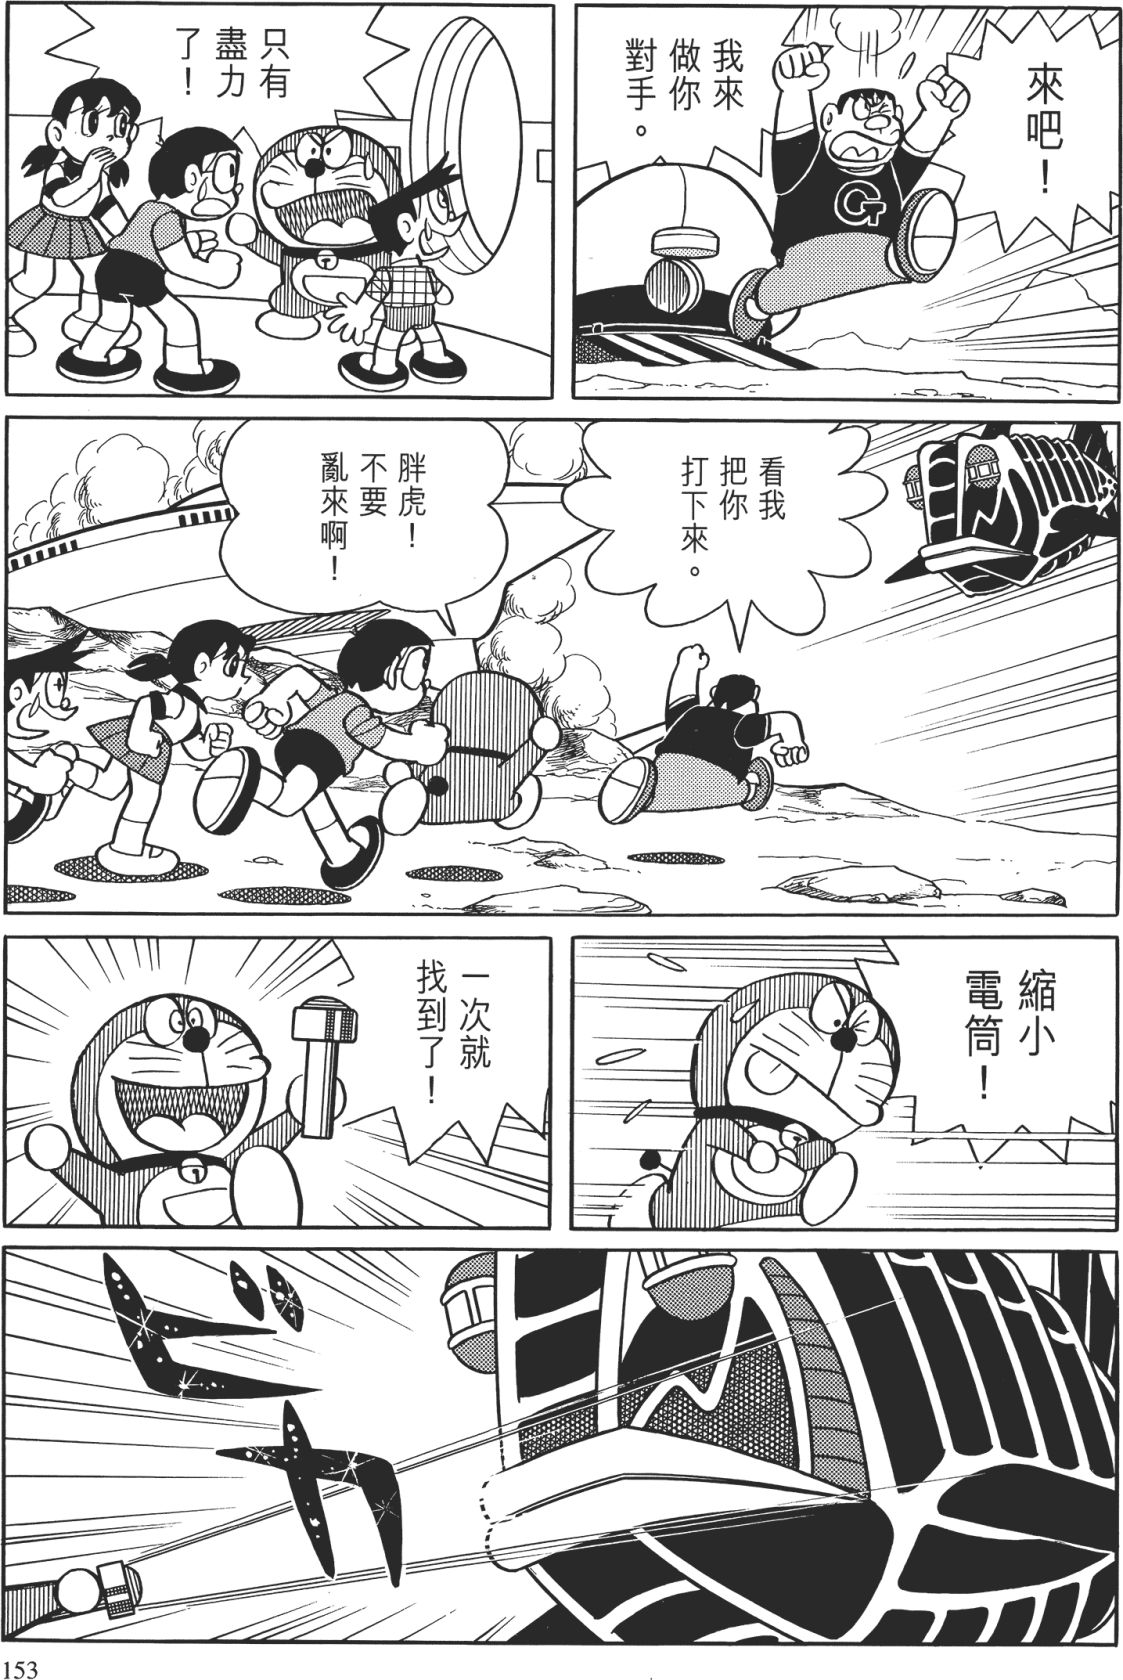 來吧！
我來
做你
對手。
G
只有
盡力
了！
看我
把你
打下來。
胖虎！
不要
亂來啊！
縮小
電筒！
一次就
找到了！
ビカ
153